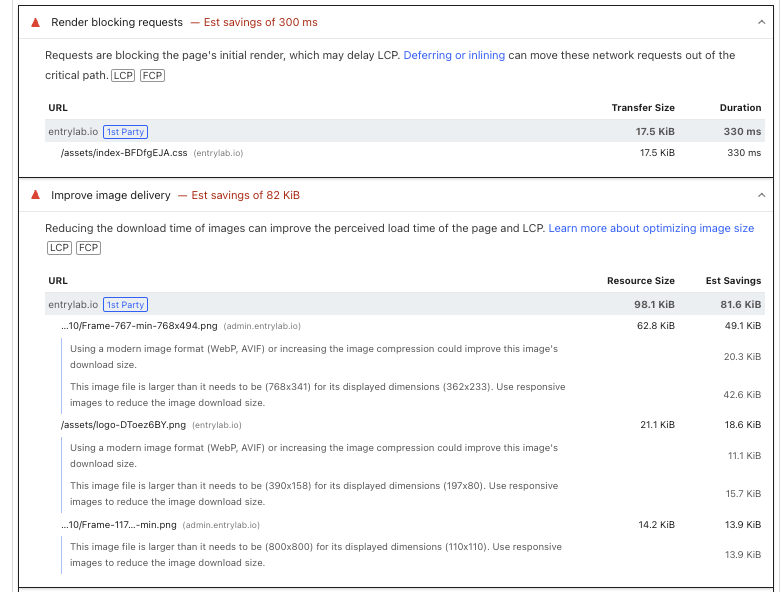 Render blocking requests — Est savings of 300 ms
Requests are blocking the page's initial render, which may delay LCP. Deferring or inlining can move these network requests out of the
critical path. LCP FCP
URL Transfer Size Duration
entrylab.io 1st Party 17.5 KiB 330 ms
/assets/index-BFDfgEJA.css (entrylab.io) 17.5 KiB 330 ms
Improve image delivery — Est savings of 82 KiB
Reducing the download time of images can improve the perceived load time of the page and LCP. Learn more about optimizing image size
LCP FCP
URL Resource Size Est Savings
entrylab.io 1st Party 98.1 KiB 81.6 KiB
...10/Frame-767-min-768x494.png (admin.entrylab.io) 62.8 KiB 49.1 KiB
Using a modern image format (WebP, AVIF) or increasing the image compression could improve this image's
download size. 20.3 KiB
This image file is larger than it needs to be (768x341) for its displayed dimensions (362x233). Use responsive
images to reduce the image download size. 42.6 KiB
/assets/logo-DToez6BY.png (entrylab.io) 21.1 KiB 18.6 KiB
Using a modern image format (WebP, AVIF) or increasing the image compression could improve this image's
download size. 11.1 KiB
This image file is larger than it needs to be (390x158) for its displayed dimensions (197x80). Use responsive
images to reduce the image download size. 15.7 KiB
...10/Frame-117...-min.png (admin.entrylab.io) 14.2 KiB 13.9 KiB
This image file is larger than it needs to be (800x800) for its displayed dimensions (110x110). Use responsive
images to reduce the image download size. 13.9 KiB